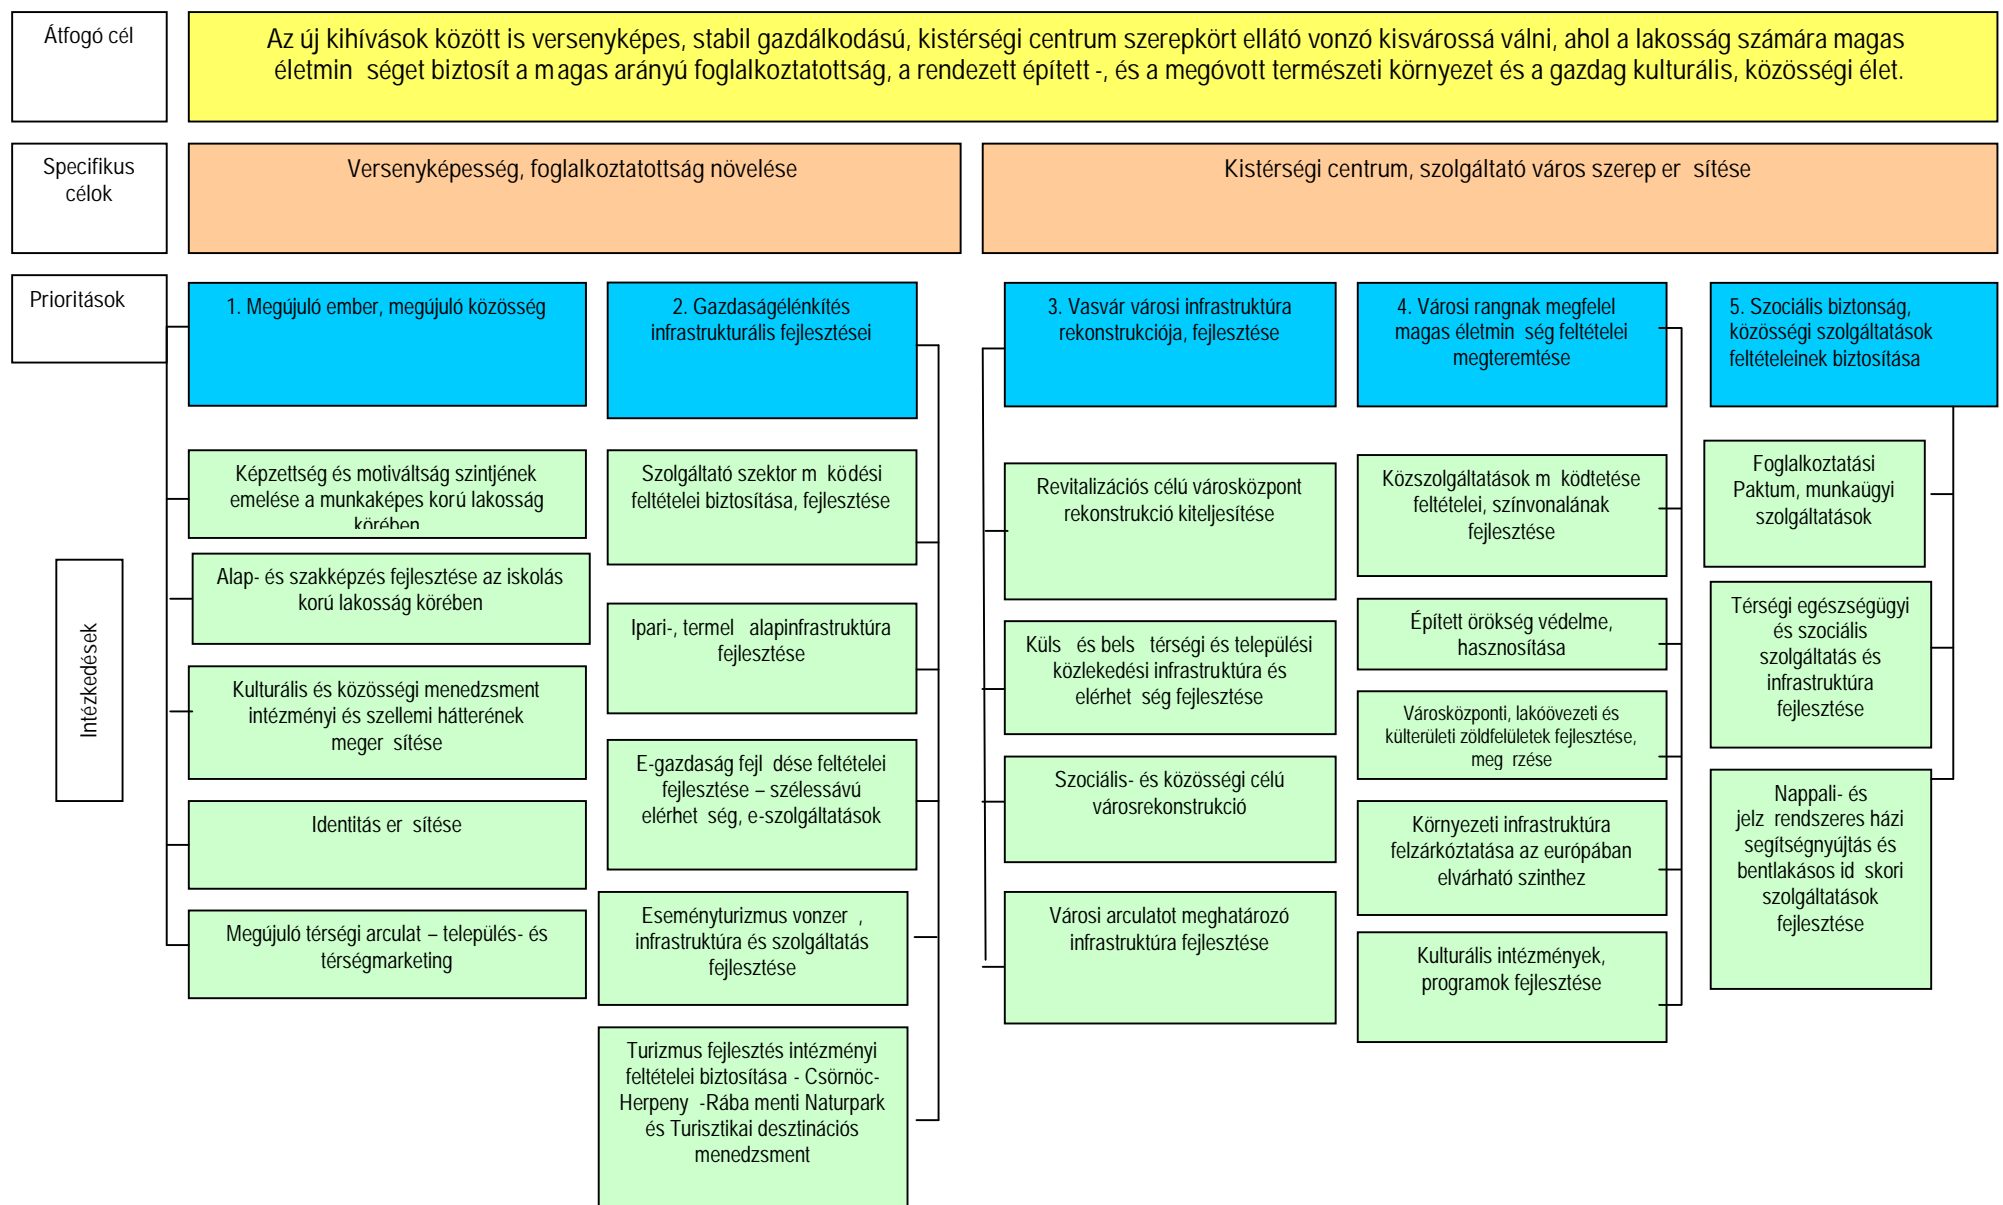 Átfogó cél
Az új kihívások között is versenyképes, stabil gazdálkodású, kistérségi centrum szerepkört ellátó vonzó kisvárossá válni, ahol a lakosság számára magas
életmin séget biztosít a magas arányú foglalkoztatottság, a rendezett épített -, és a megóvott természeti környezet és a gazdag kulturális, közösségi élet.
Specifikus
célok
Versenyképesség, foglalkoztatottság növelése
Kistérségi centrum, szolgáltató város szerep er sítése
Prioritások
1. Megújuló ember, megújuló közösség
2. Gazdaságélénkítés
infrastrukturális fejlesztései
3. Vasvár városi infrastruktúra
rekonstrukciója, fejlesztése
4. Városi rangnak megfelel
magas életmin ség feltételei
megteremtése
5. Szociális biztonság,
közösségi szolgáltatások
feltételeinek biztosítása
Intézkedések
Képzettség és motiváltság szintjének
emelése a munkaképes korú lakosság
körében
Alap- és szakképzés fejlesztése az iskolás
korú lakosság körében
Kulturális és közösségi menedzsment
intézményi és szellemi hátterének
meger sítése
Identitás er sítése
Megújuló térségi arculat – település- és
térségmarketing
Szolgáltató szektor m ködési
feltételei biztosítása, fejlesztése
Ipari-, termel alapinfrastruktúra
fejlesztése
E-gazdaság fejl dése feltételei
fejlesztése – szélessávú
elérhet ség, e-szolgáltatások
Eseményturizmus vonzer ,
infrastruktúra és szolgáltatás
fejlesztése
Turizmus fejlesztés intézményi
feltételei biztosítása - Csörnöc-
Herpeny -Rába menti Naturpark
és Turisztikai desztinációs
menedzsment
Revitalizációs célú városközpont
rekonstrukció kiteljesítése
Küls és bels térségi és települési
közlekedési infrastruktúra és
elérhet ség fejlesztése
Szociális- és közösségi célú
városrekonstrukció
Városi arculatot meghatározó
infrastruktúra fejlesztése
Közszolgáltatások m ködtetése
feltételei, színvonalának
fejlesztése
Épített örökség védelme,
hasznosítása
Városközponti, lakóövezeti és
külterületi zöldfelületek fejlesztése,
meg rzése
Környezeti infrastruktúra
felzárkóztatása az európában
elvárható szinthez
Kulturális intézmények,
programok fejlesztése
Foglalkoztatási
Paktum, munkaügyi
szolgáltatások
Térségi egészségügyi
és szociális
szolgáltatás és
infrastruktúra
fejlesztése
Nappali- és
jelz rendszeres házi
segítségnyújtás és
bentlakásos id skori
szolgáltatások
fejlesztése